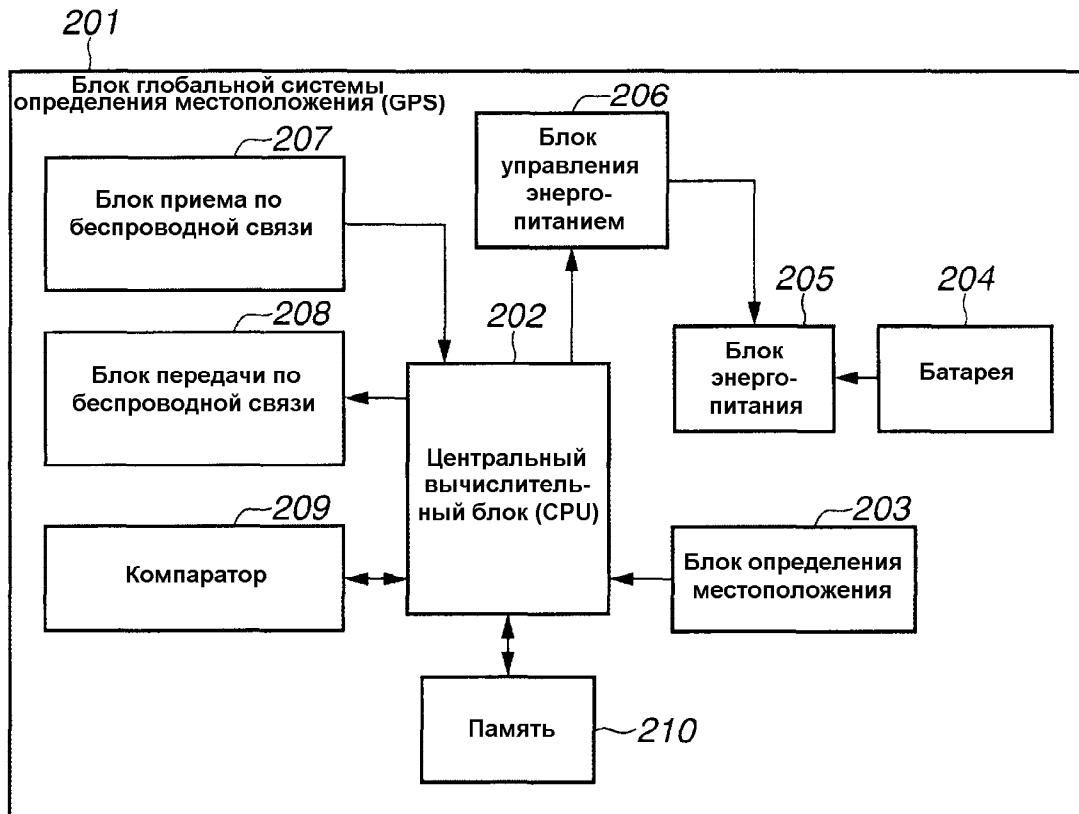 201
Блок глобальной системы
определения местоположения (GPS)
207
Блок приема по
беспроводной связи
206
Блок
управления
энерго-
питанием
208
Блок передачи по
беспроводной связи
202
Центральный
вычислитель-
ный блок (CPU)
205
Блок
энерго-
питания
204
Батарея
209
Компаратор
203
Блок определения
местоположения
Память
210